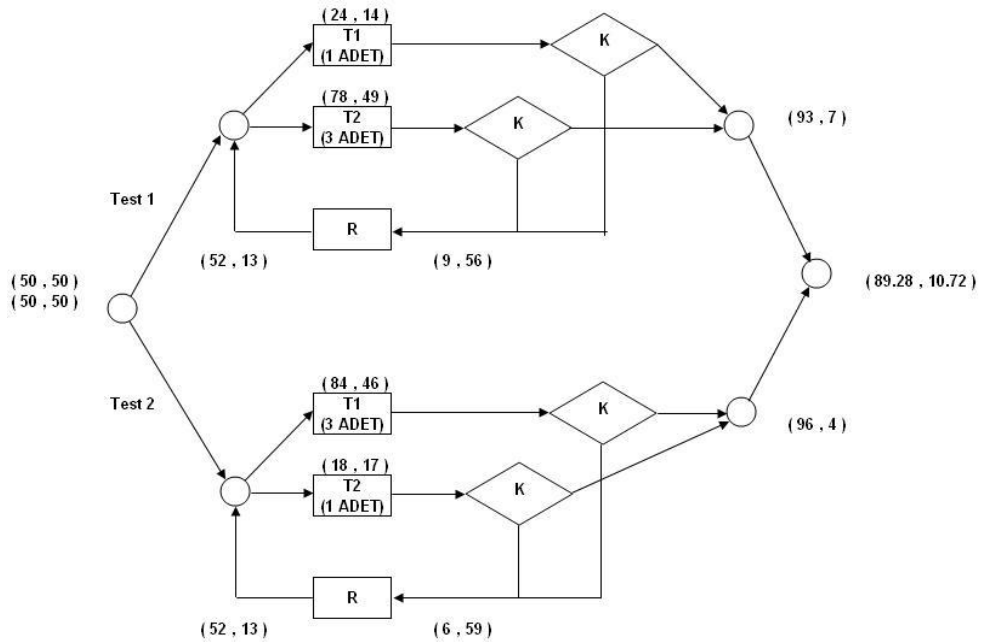 ( 24 , 14 )
T1
(1 ADET)
K
( 78 , 49 )
T2
(3 ADET)
K
( 93 , 7 )
Test 1
R
( 52 , 13 )
( 9 , 56 )
( 50 , 50 )
( 50 , 50 )
( 89.28 , 10.72 )
Test 2
( 84 , 46 )
T1
(3 ADET)
K
( 96 , 4 )
( 18 , 17 )
T2
(1 ADET)
K
R
( 52 , 13 )
( 6 , 59 )